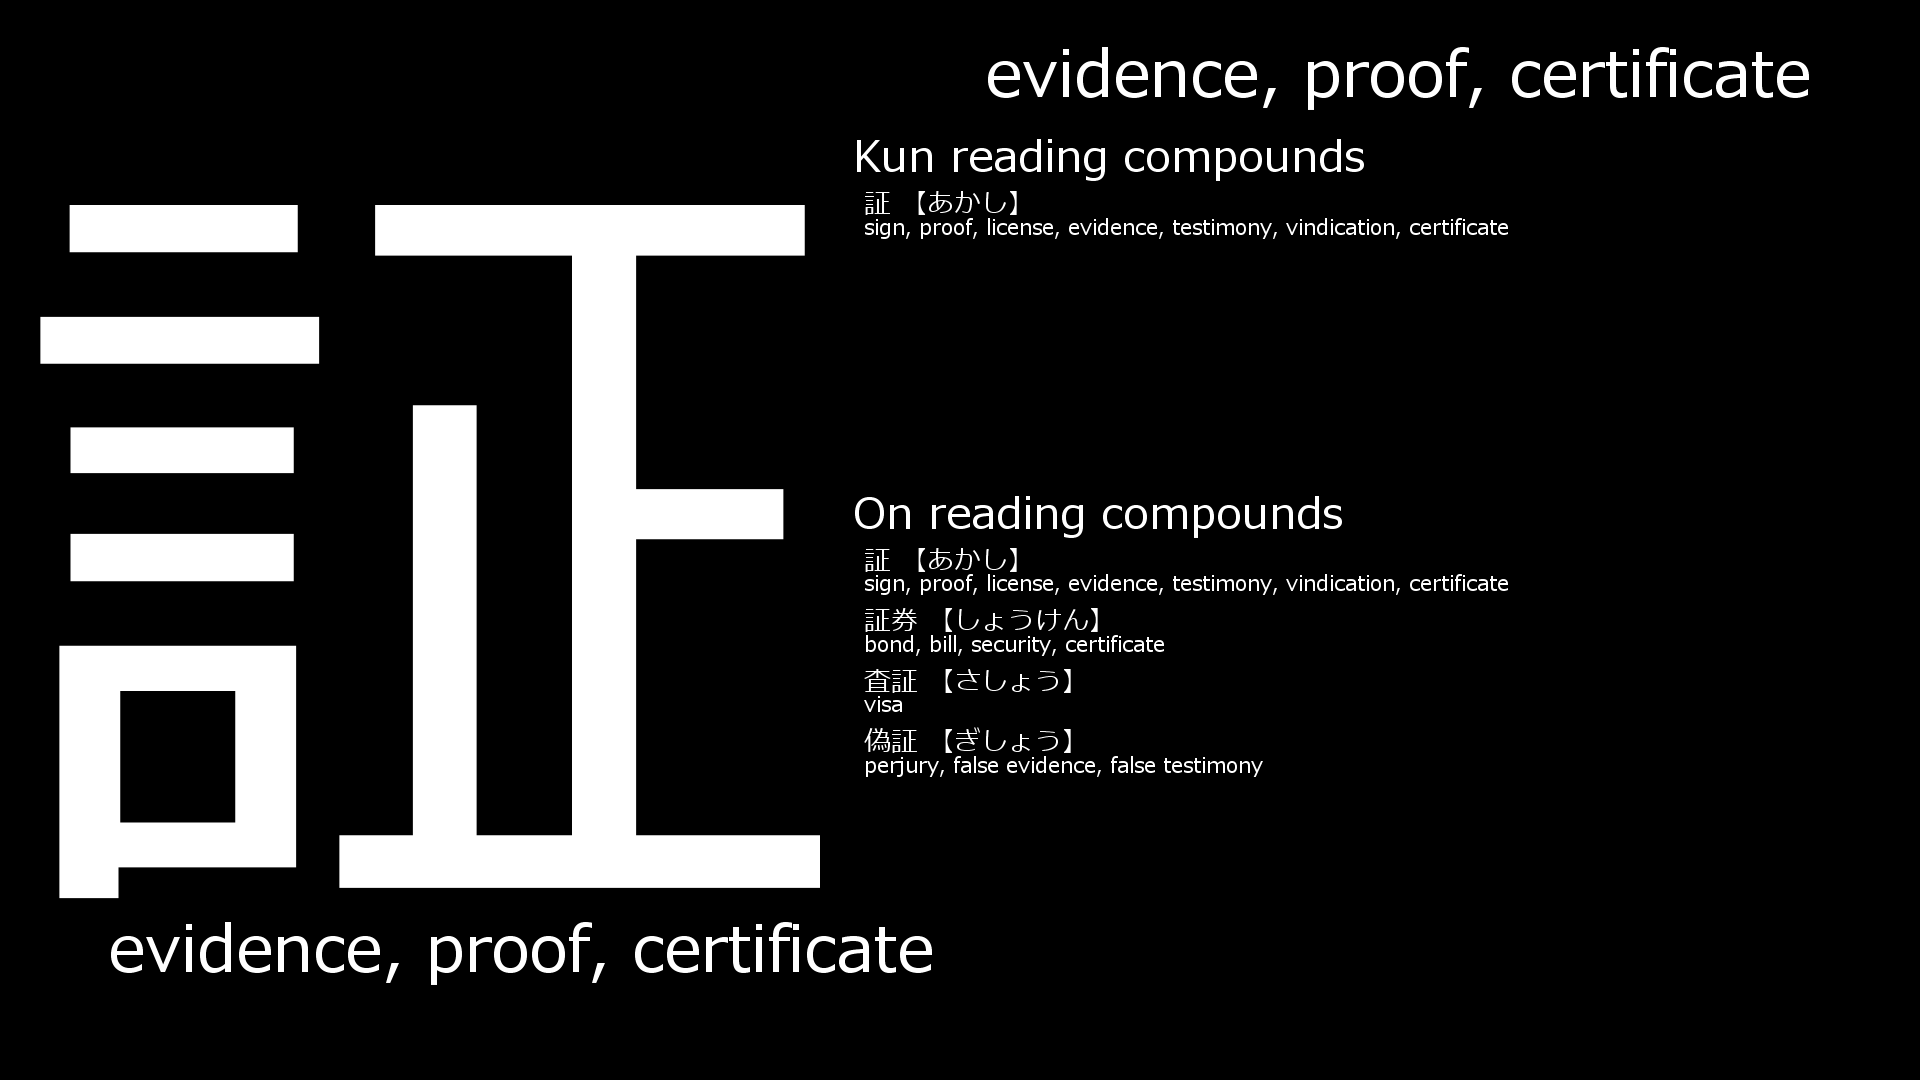 証
evidence, proof, certificate
evidence, proof, certificate
Kun reading compounds
証 【あかし】
sign, proof, license, evidence, testimony, vindication, certificate
On reading compounds
証 【あかし】
sign, proof, license, evidence, testimony, vindication, certificate
証券 【しょうけん】
bond, bill, security, certificate
査証 【さしょう】
visa
偽証 【ぎしょう】
perjury, false evidence, false testimony